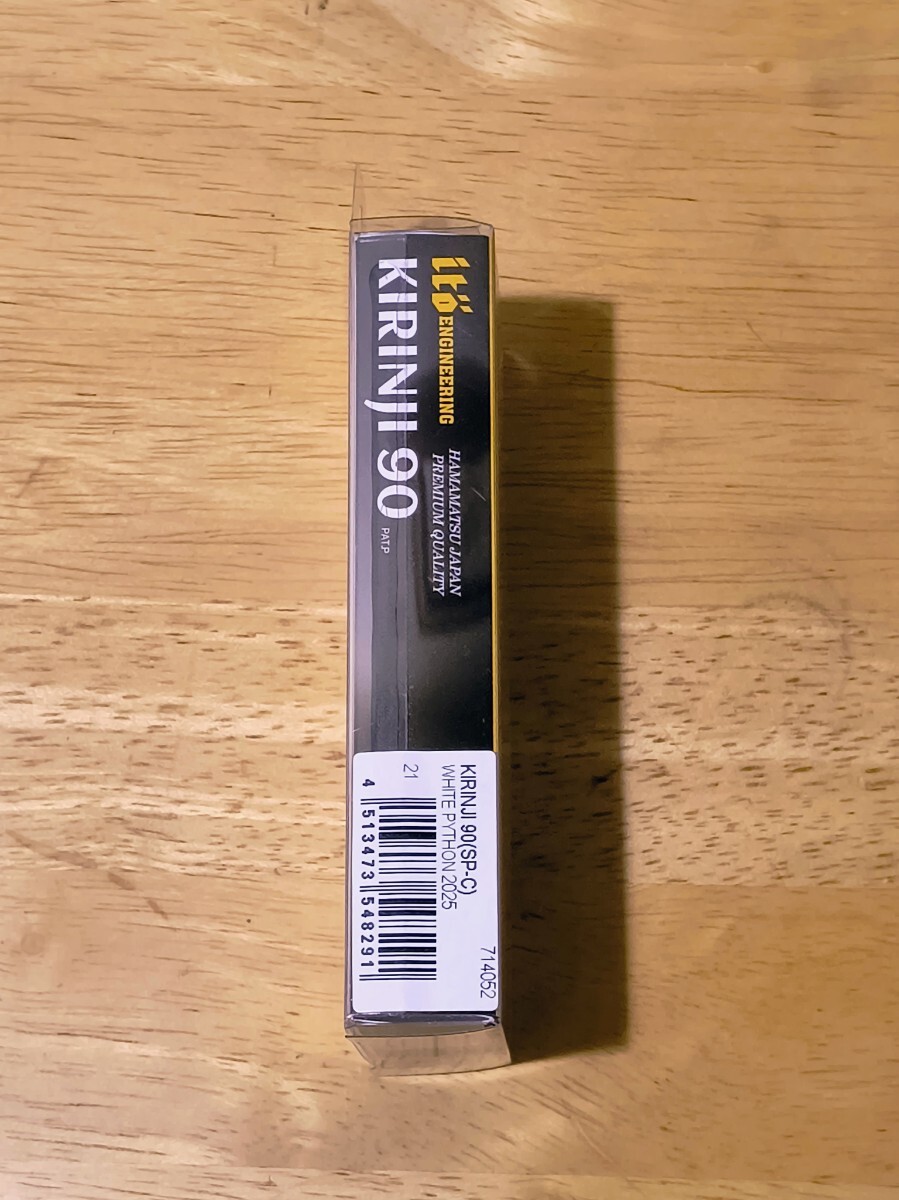 itö ENGINEERING
HAMAMATSU JAPAN
PREMIUM QUALITY
KIRINJI 90 PAT.P
714052
KIRINJI 90(SP-C)
WHITE PYTHON 2025
21
4 513473 548291